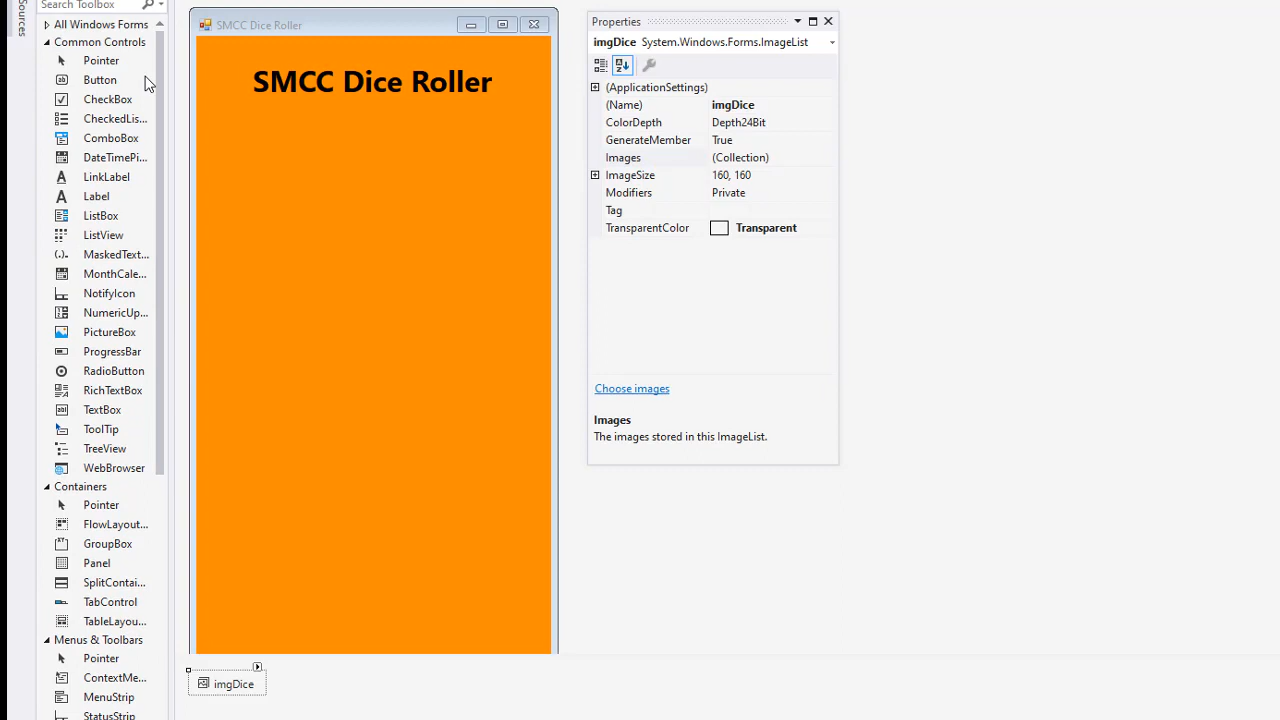 Sources
Search Toolbox
All Windows Forms
Common Controls
Pointer
Button
CheckBox
CheckedLis...
ComboBox
DateTimePi...
LinkLabel
Label
ListBox
ListView
MaskedText...
MonthCale...
NotifyIcon
NumericUp...
PictureBox
ProgressBar
RadioButton
RichTextBox
TextBox
ToolTip
TreeView
WebBrowser
Containers
Pointer
FlowLayout...
GroupBox
Panel
SplitContai...
TabControl
TableLayou...
Menus & Toolbars
Pointer
ContextMe...
MenuStrip
StatusStrip
SMCC Dice Roller
SMCC Dice Roller
imgDice
Properties
imgDice System.Windows.Forms.ImageList
(ApplicationSettings)
(Name) imgDice
ColorDepth Depth24Bit
GenerateMember True
Images (Collection)
ImageSize 160, 160
Modifiers Private
Tag
TransparentColor Transparent
Choose images
Images
The images stored in this ImageList.